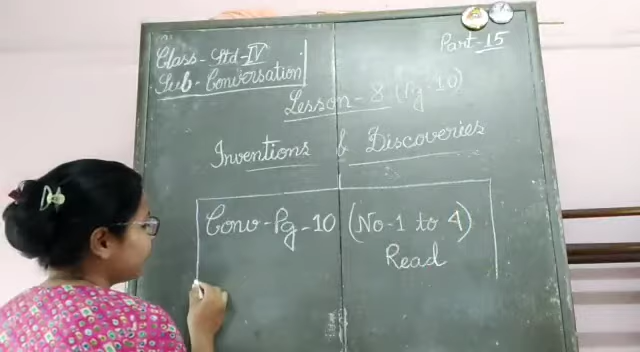 Class - Std - IV
Sub - Conversation
Part - 15
Lesson - 8 (Pg - 10)
Inventions & Discoveries
Conv - Pg - 10 (No - 1 to 4)
Read